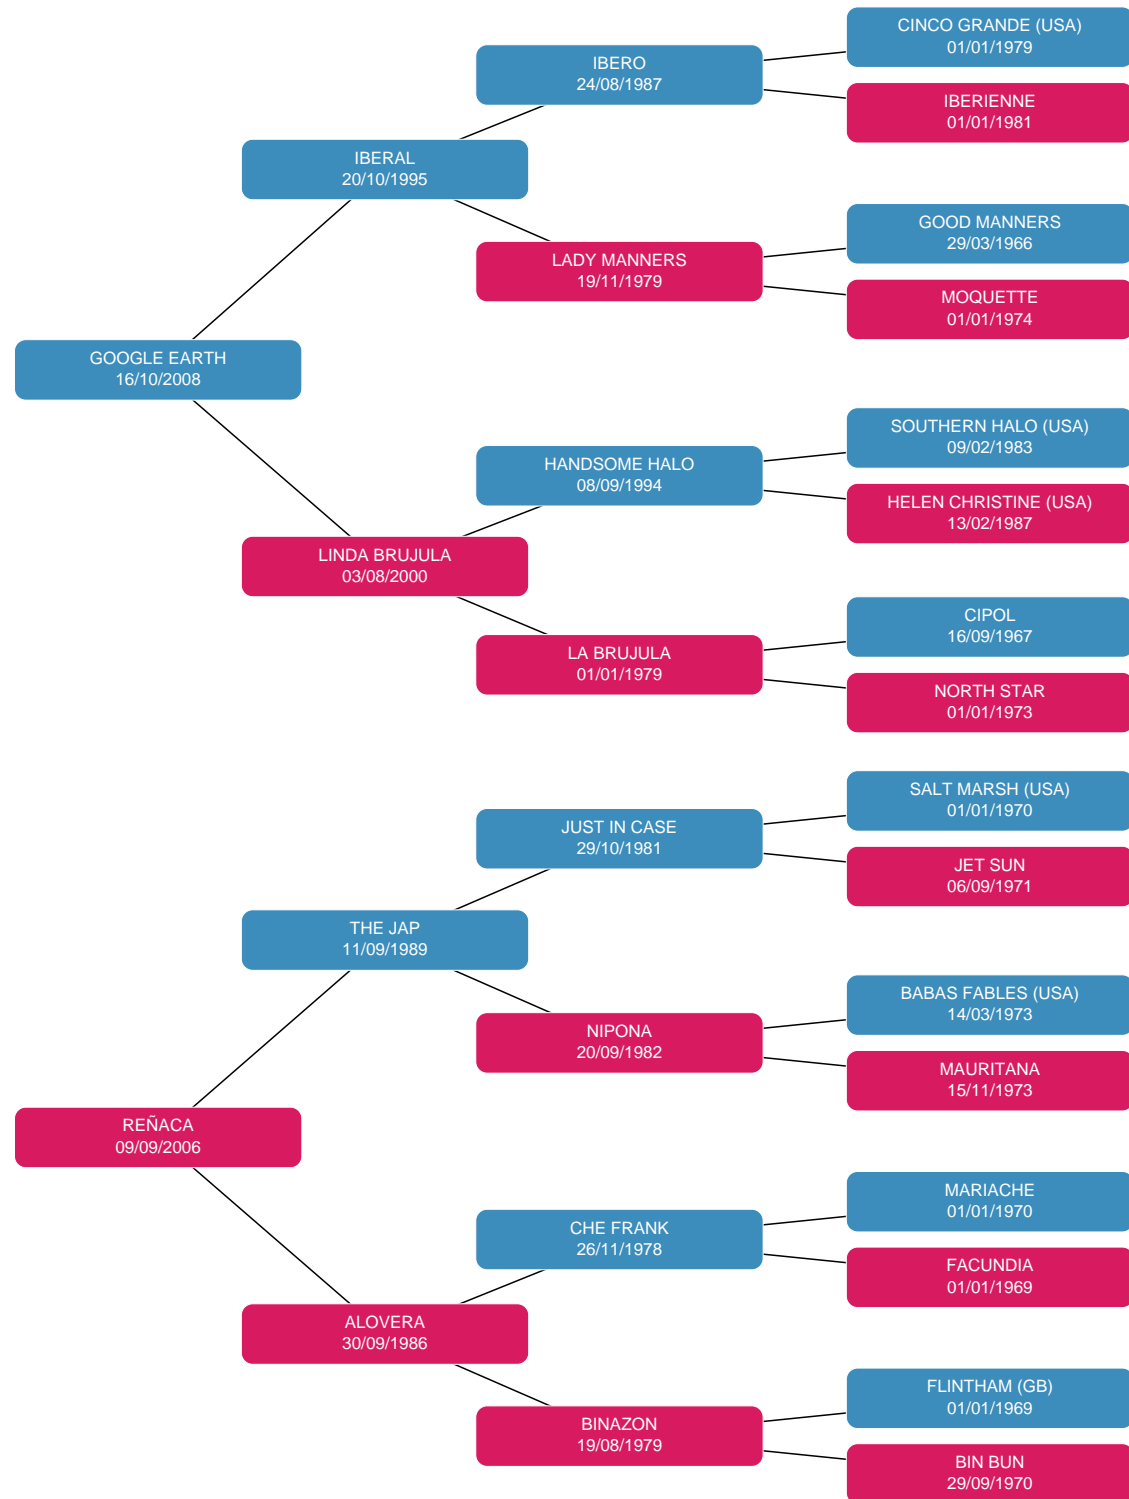 CINCO GRANDE (USA)
01/01/1979
IBERO
24/08/1987
IBERIENNE
01/01/1981
IBERAL
20/10/1995
GOOD MANNERS
29/03/1966
LADY MANNERS
19/11/1979
MOQUETTE
01/01/1974
GOOGLE EARTH
16/10/2008
SOUTHERN HALO (USA)
09/02/1983
HANDSOME HALO
08/09/1994
HELEN CHRISTINE (USA)
13/02/1987
LINDA BRUJULA
03/08/2000
CIPOL
16/09/1967
LA BRUJULA
01/01/1979
NORTH STAR
01/01/1973
SALT MARSH (USA)
01/01/1970
JUST IN CASE
29/10/1981
JET SUN
06/09/1971
THE JAP
11/09/1989
BABAS FABLES (USA)
14/03/1973
NIPONA
20/09/1982
MAURITANA
15/11/1973
REÑACA
09/09/2006
MARIACHE
01/01/1970
CHE FRANK
26/11/1978
FACUNDIA
01/01/1969
ALOVERA
30/09/1986
FLINTHAM (GB)
01/01/1969
BINAZON
19/08/1979
BIN BUN
29/09/1970